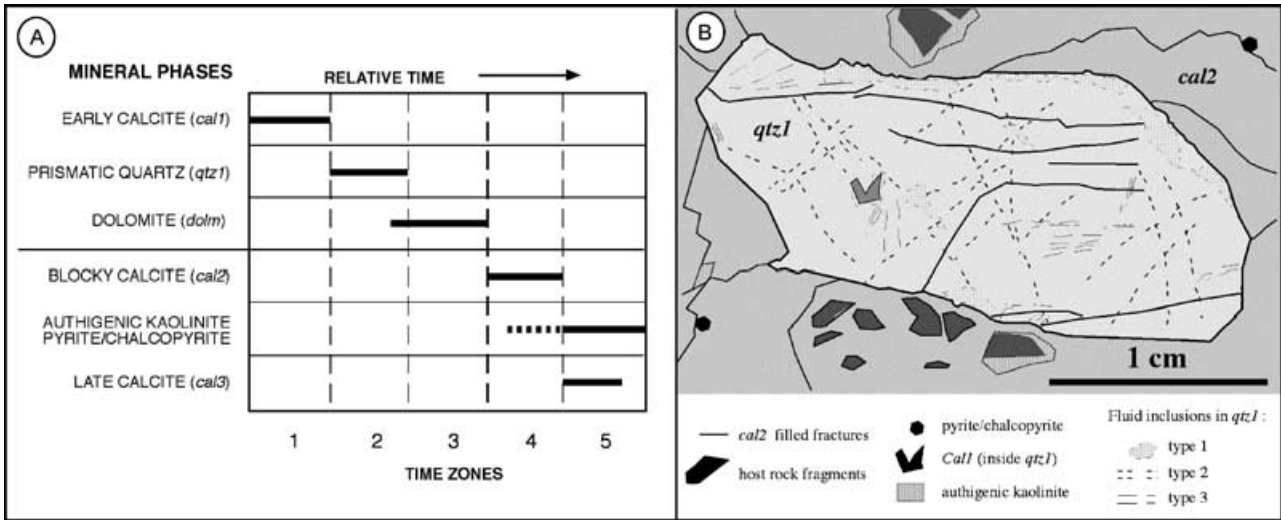 A
MINERAL PHASES
RELATIVE TIME
EARLY CALCITE (cal1)
PRISMATIC QUARTZ (qtz1)
DOLOMITE (dolm)
BLOCKY CALCITE (cal2)
AUTHIGENIC KAOLINITE
PYRITE/CHALCOPYRITE
LATE CALCITE (cal3)
1 2 3 4 5
TIME ZONES
B
cal2
qtz1
1 cm
cal2 filled fractures
host rock fragments
pyrite/chalcopyrite
Cal1 (inside qtz1)
authigenic kaolinite
Fluid inclusions in qtz1 :
type 1
type 2
type 3